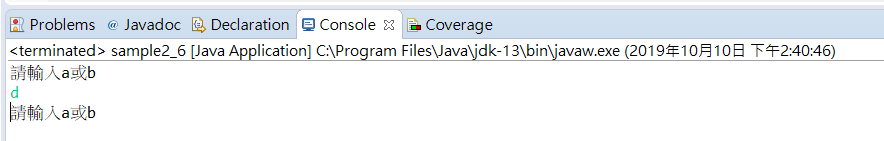 Problems @ Javadoc Declaration Console Coverage
<terminated> sample2_6 [Java Application] C:\Program Files\Java\jdk-13\bin\javaw.exe (2019年10月10日 下午2:40:46)
請輸入a或b
d
請輸入a或b